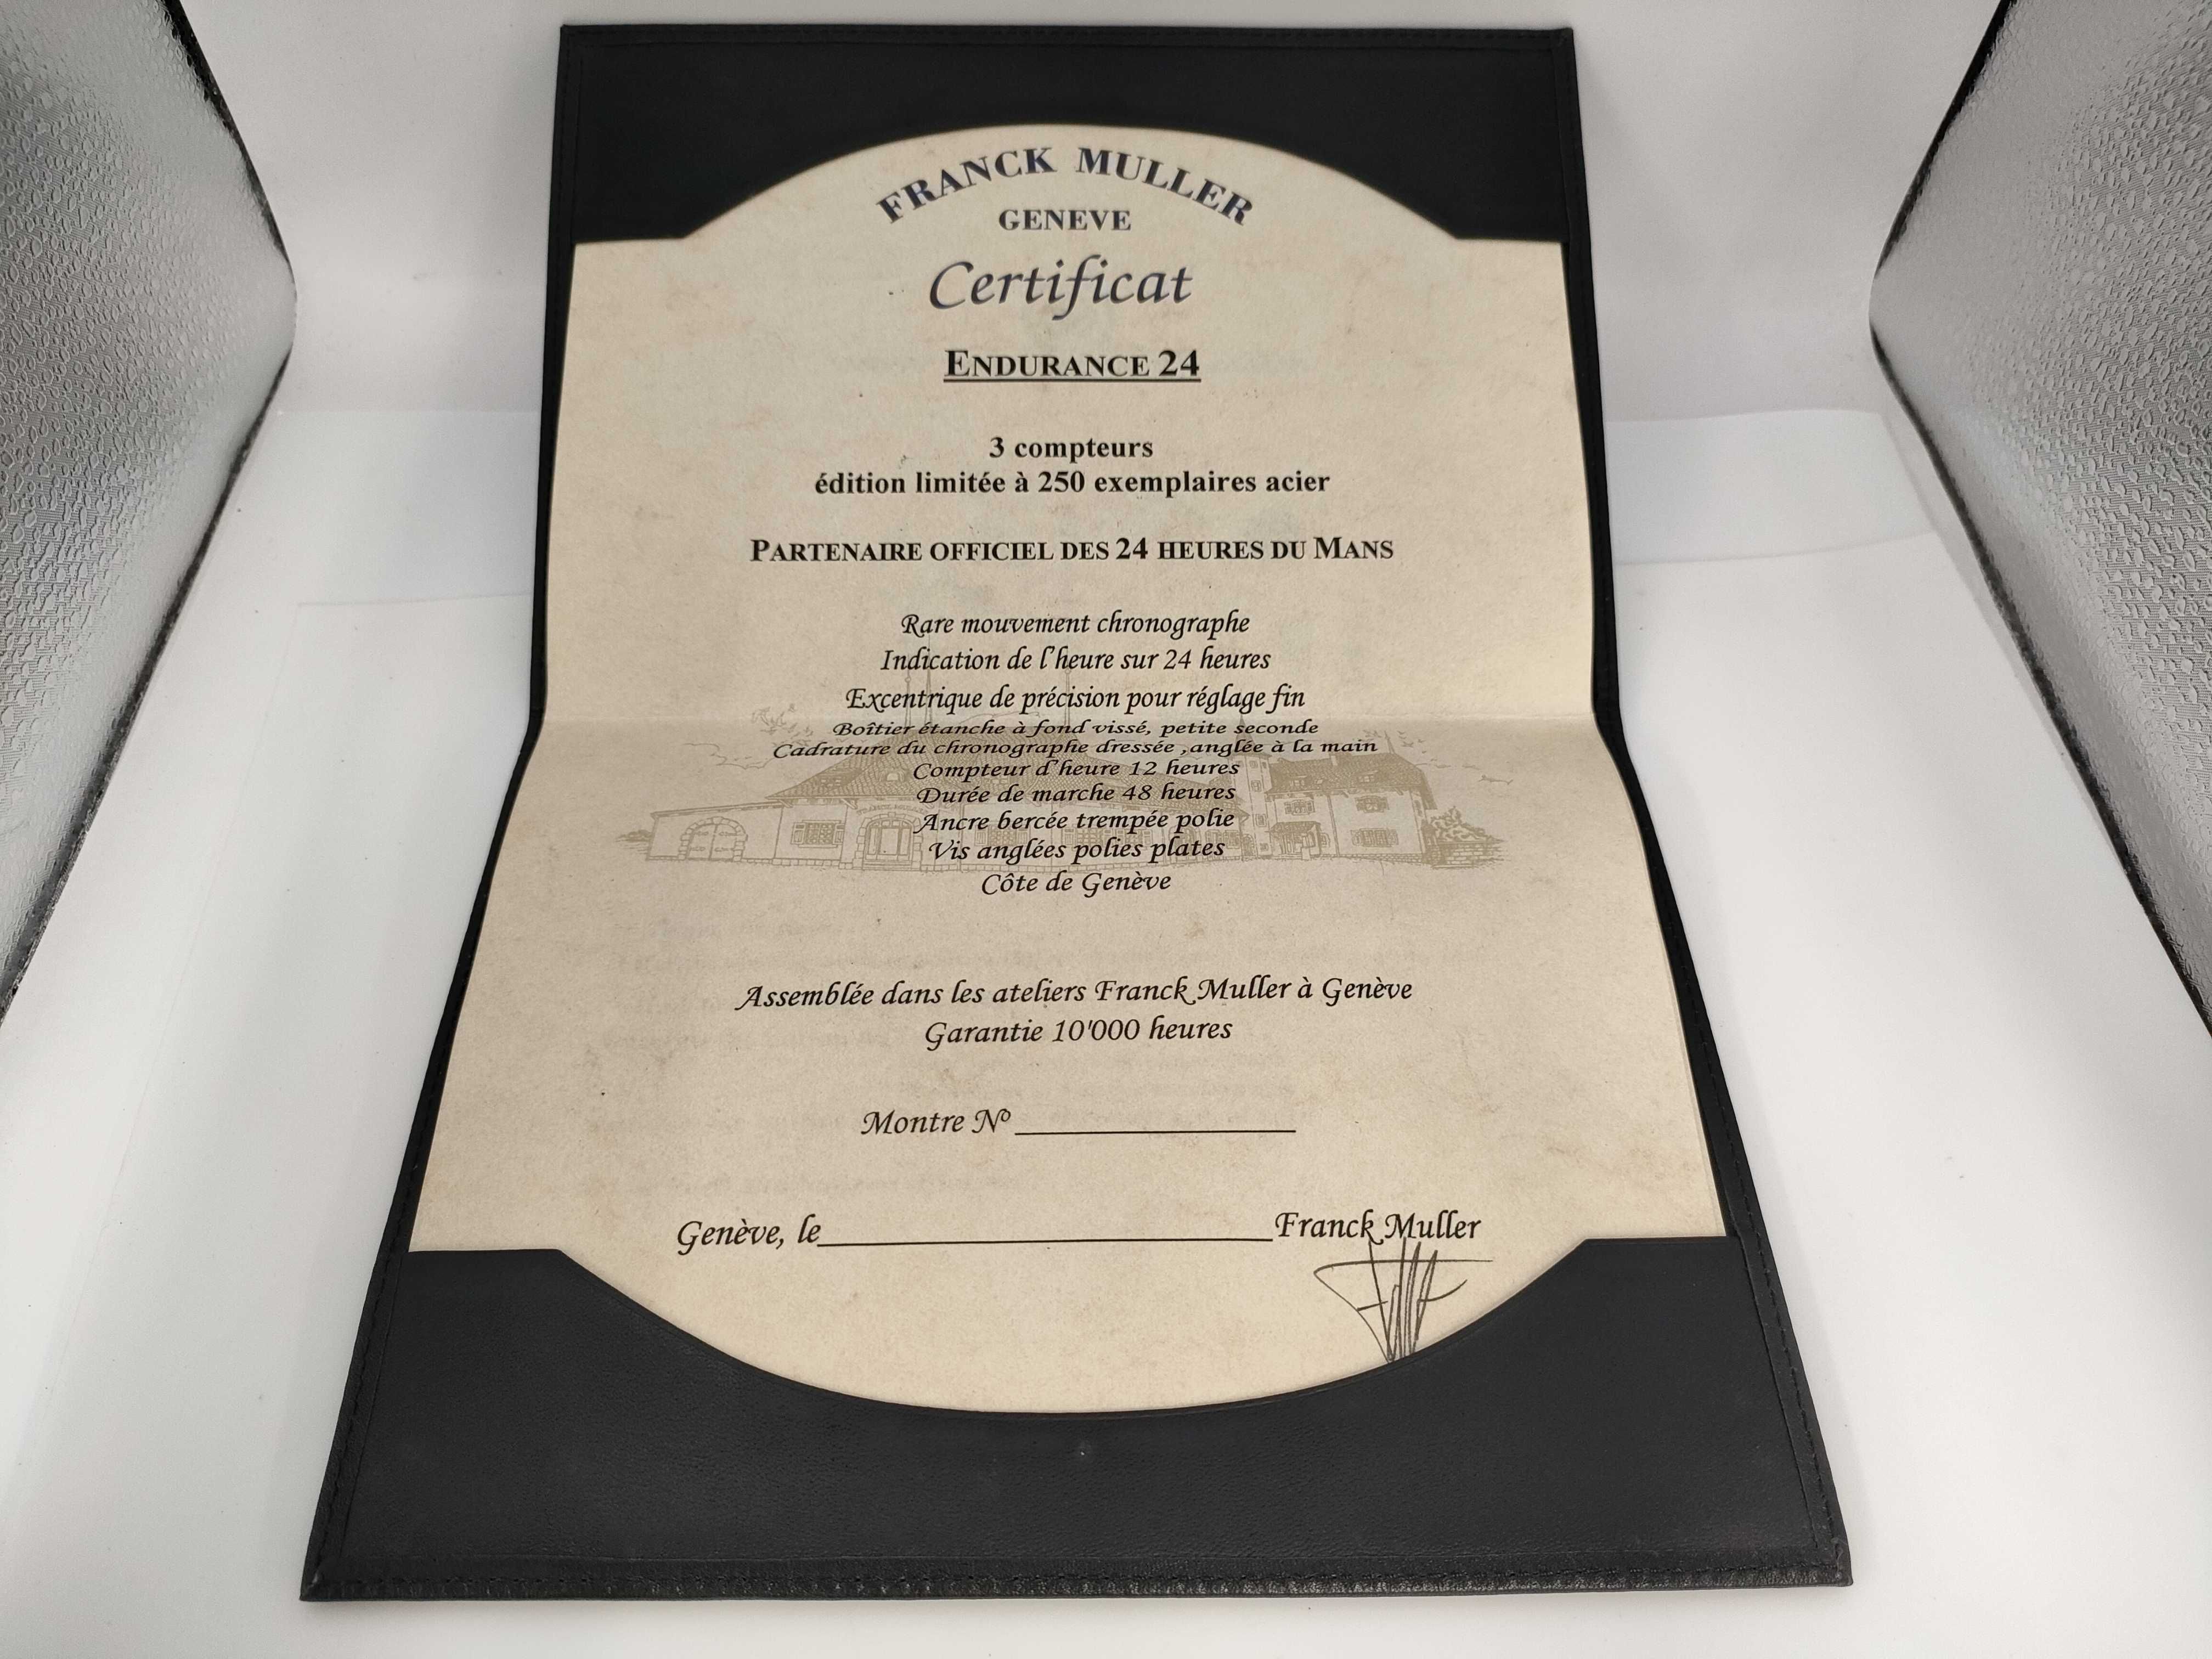 FRANCK MULLER
GENEVE
Certificat
ENDURANCE 24
3 compteurs
édition limitée à 250 exemplaires acier
PARTENAIRE OFFICIEL DES 24 HEURES DU MANS
Rare mouvement chronographe
Indication de l'heure sur 24 heures
Excentrique de précision pour réglage fin
Boîtier étanche à fond vissé, petite seconde
Cadrature du chronographe dressée ,anglée à la main
Compteur d'heure 12 heures
Durée de marche 48 heures
Ancre bercée trempée polie
Vis anglées polies plates
Côte de Genève
Assemblée dans les ateliers Franck Muller à Genève
Garantie 10'000 heures
Montre Nº
Genève, le Franck Muller